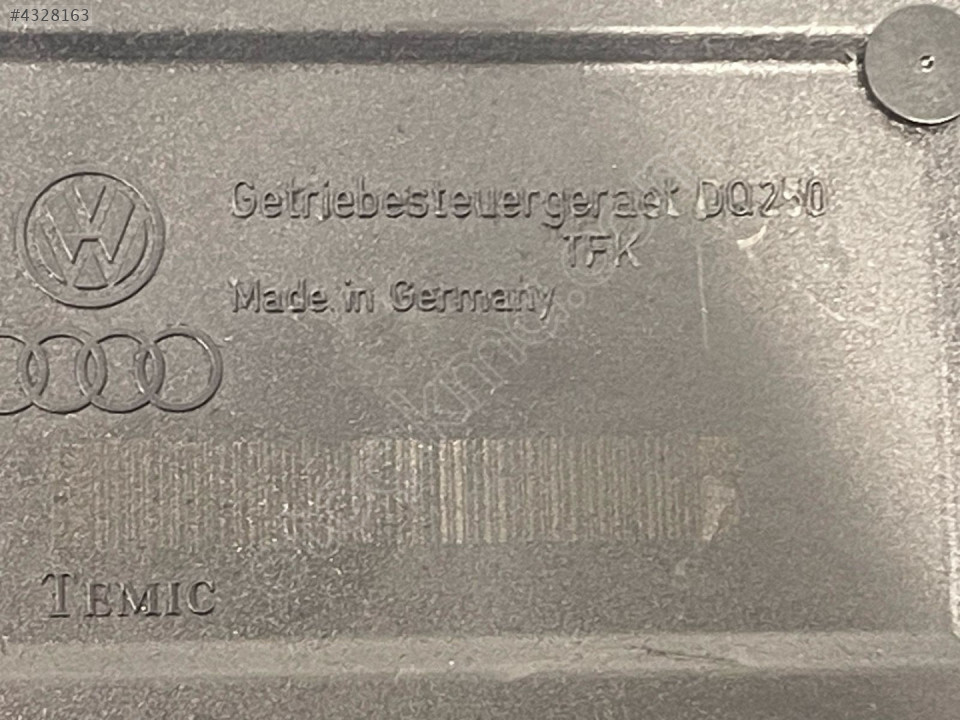 #4328163
Getriebesteuergeraet DQ250
TFK
Made in Germany
TEMIC